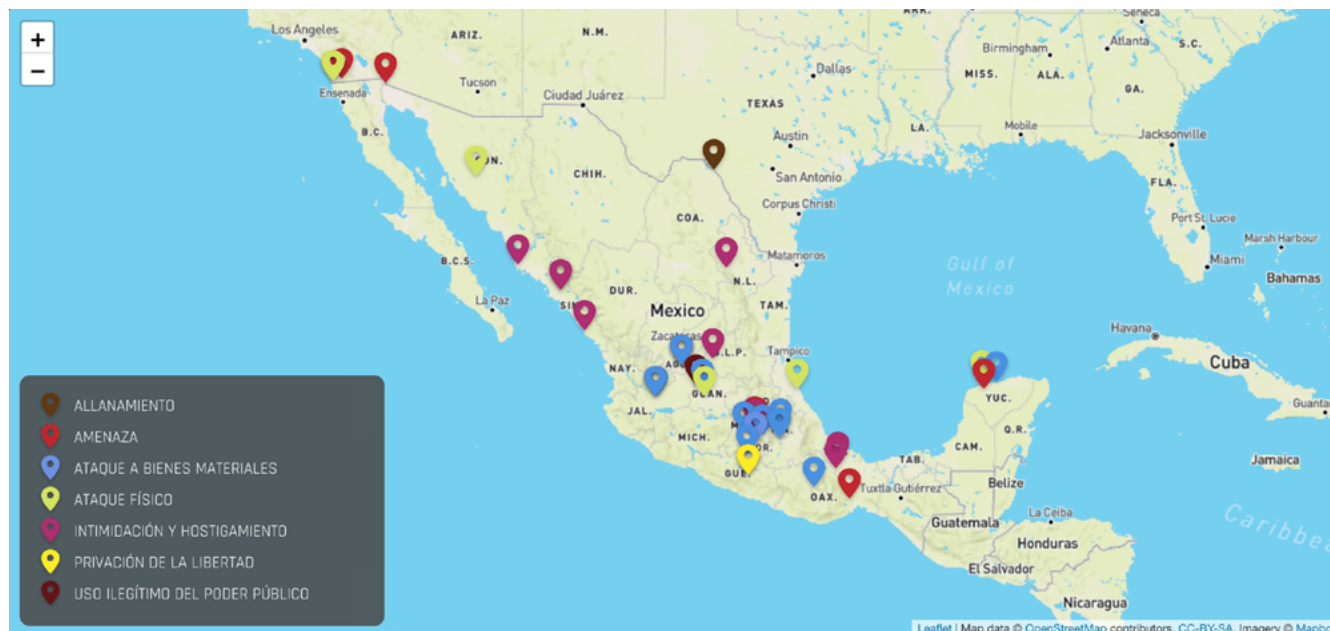 +
−
Los Angeles
ARIZ.
N.M.
ARK.
Seneca
Birmingham
Atlanta
S.C.
Ensenada
Tucson
Ciudad Juárez
Dallas
MISS.
ALA.
GA.
TEXAS
B.C.
Austin
LA.
Mobile
Jacksonville
CHIH.
San Antonio
FLA.
COA.
Corpus Christi
Port St. Lucie
Marsh Harbour
B.C.S.
Matamoros
Gulf of
Mexico
Miami
Bahamas
La Paz
DUR.
N.L.
Mexico
TAM.
Zacatecas
Havana
Cuba
NAY.
S.L.P.
Tampico
JAL.
GUAN.
YUC.
MICH.
Q.R.
CAM.
TAB.
Jamaica
OAX.
Tuxtla Gutiérrez
Belize
Guatemala
La Ceiba
Honduras
El Salvador
Nicaragua
ALLANAMIENTO
AMENAZA
ATAQUE A BIENES MATERIALES
ATAQUE FÍSICO
INTIMIDACIÓN Y HOSTIGAMIENTO
PRIVACIÓN DE LA LIBERTAD
USO ILEGÍTIMO DEL PODER PÚBLICO
Leaflet | Map data © OpenStreetMap contributors, CC-BY-SA, Imagery ©